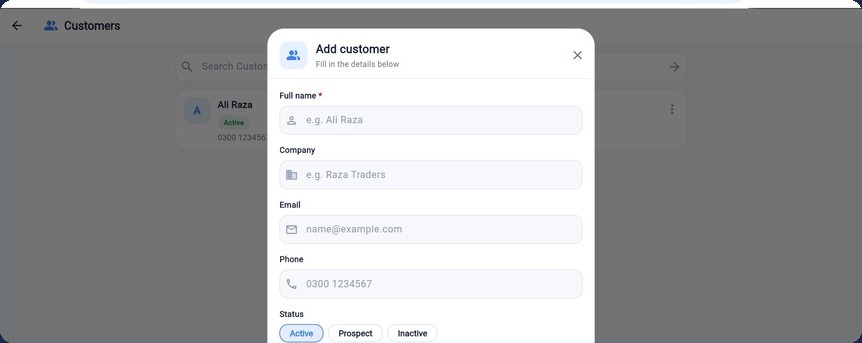 Customers
Search Custom
Ali Raza
Active
0300 1234567
Add customer
Fill in the details below
Full name *
e.g. Ali Raza
Company
e.g. Raza Traders
Email
name@example.com
Phone
0300 1234567
Status
Active
Prospect
Inactive